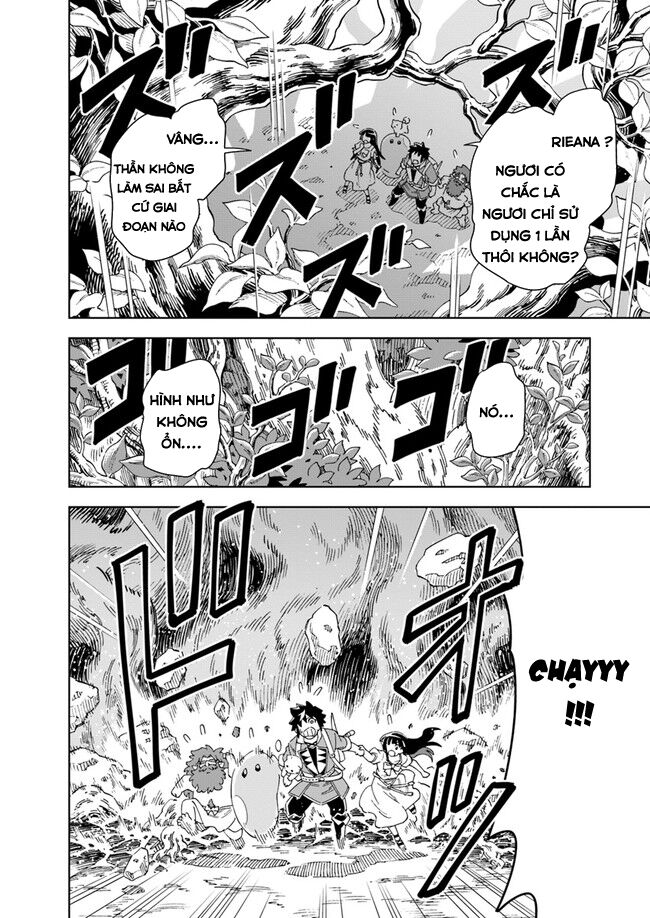 RIEANA ?
NGƯƠI CÓ
CHẮC LÀ
NGƯƠI CHỈ SỬ
DỤNG 1 LẦN
THÔI KHÔNG?
VÂNG...
THẦN KHÔNG
LÀM SAI BẤT
CỨ GIAI
ĐOẠN NÀO
ズズズズ
NÓ...
HÌNH NHƯ
KHÔNG
ỔN....
ゴゴゴゴ
CHẠYYY
!!!
オ
ド